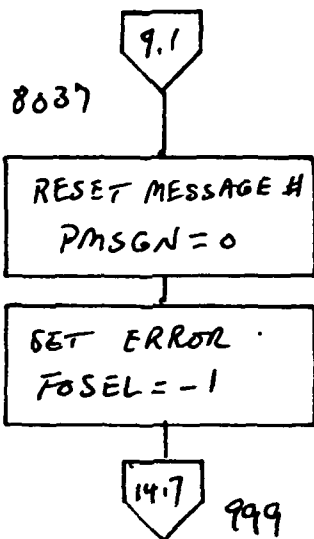 9.1
8037
RESET MESSAGE #
PMSGN = 0
SET ERROR
FOSEL = -1
14.7
999